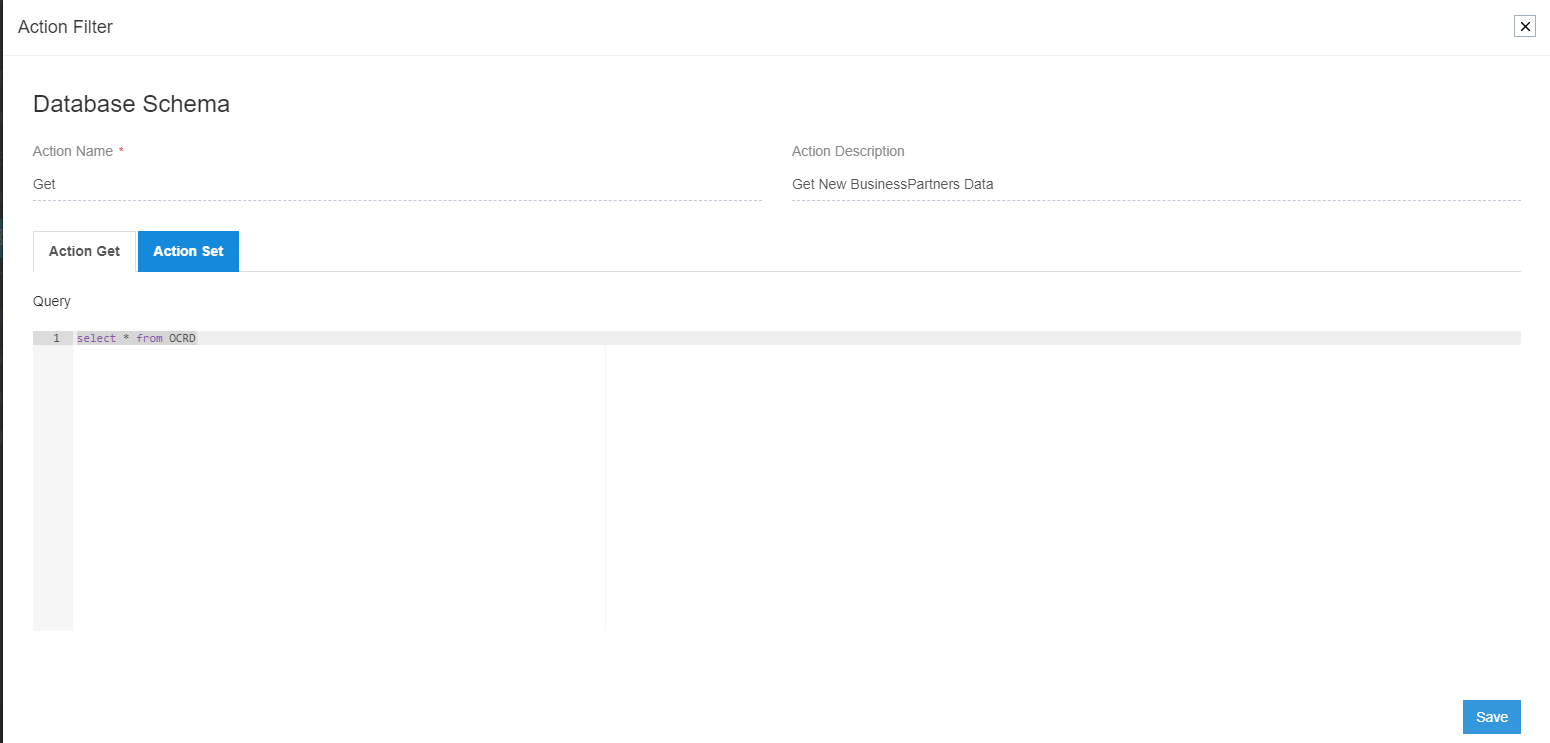 Action Filter
Database Schema
Action Name *
Action Description
Get
Get New BusinessPartners Data
Action Get
Action Set
Query
1 select * from OCRD
Save